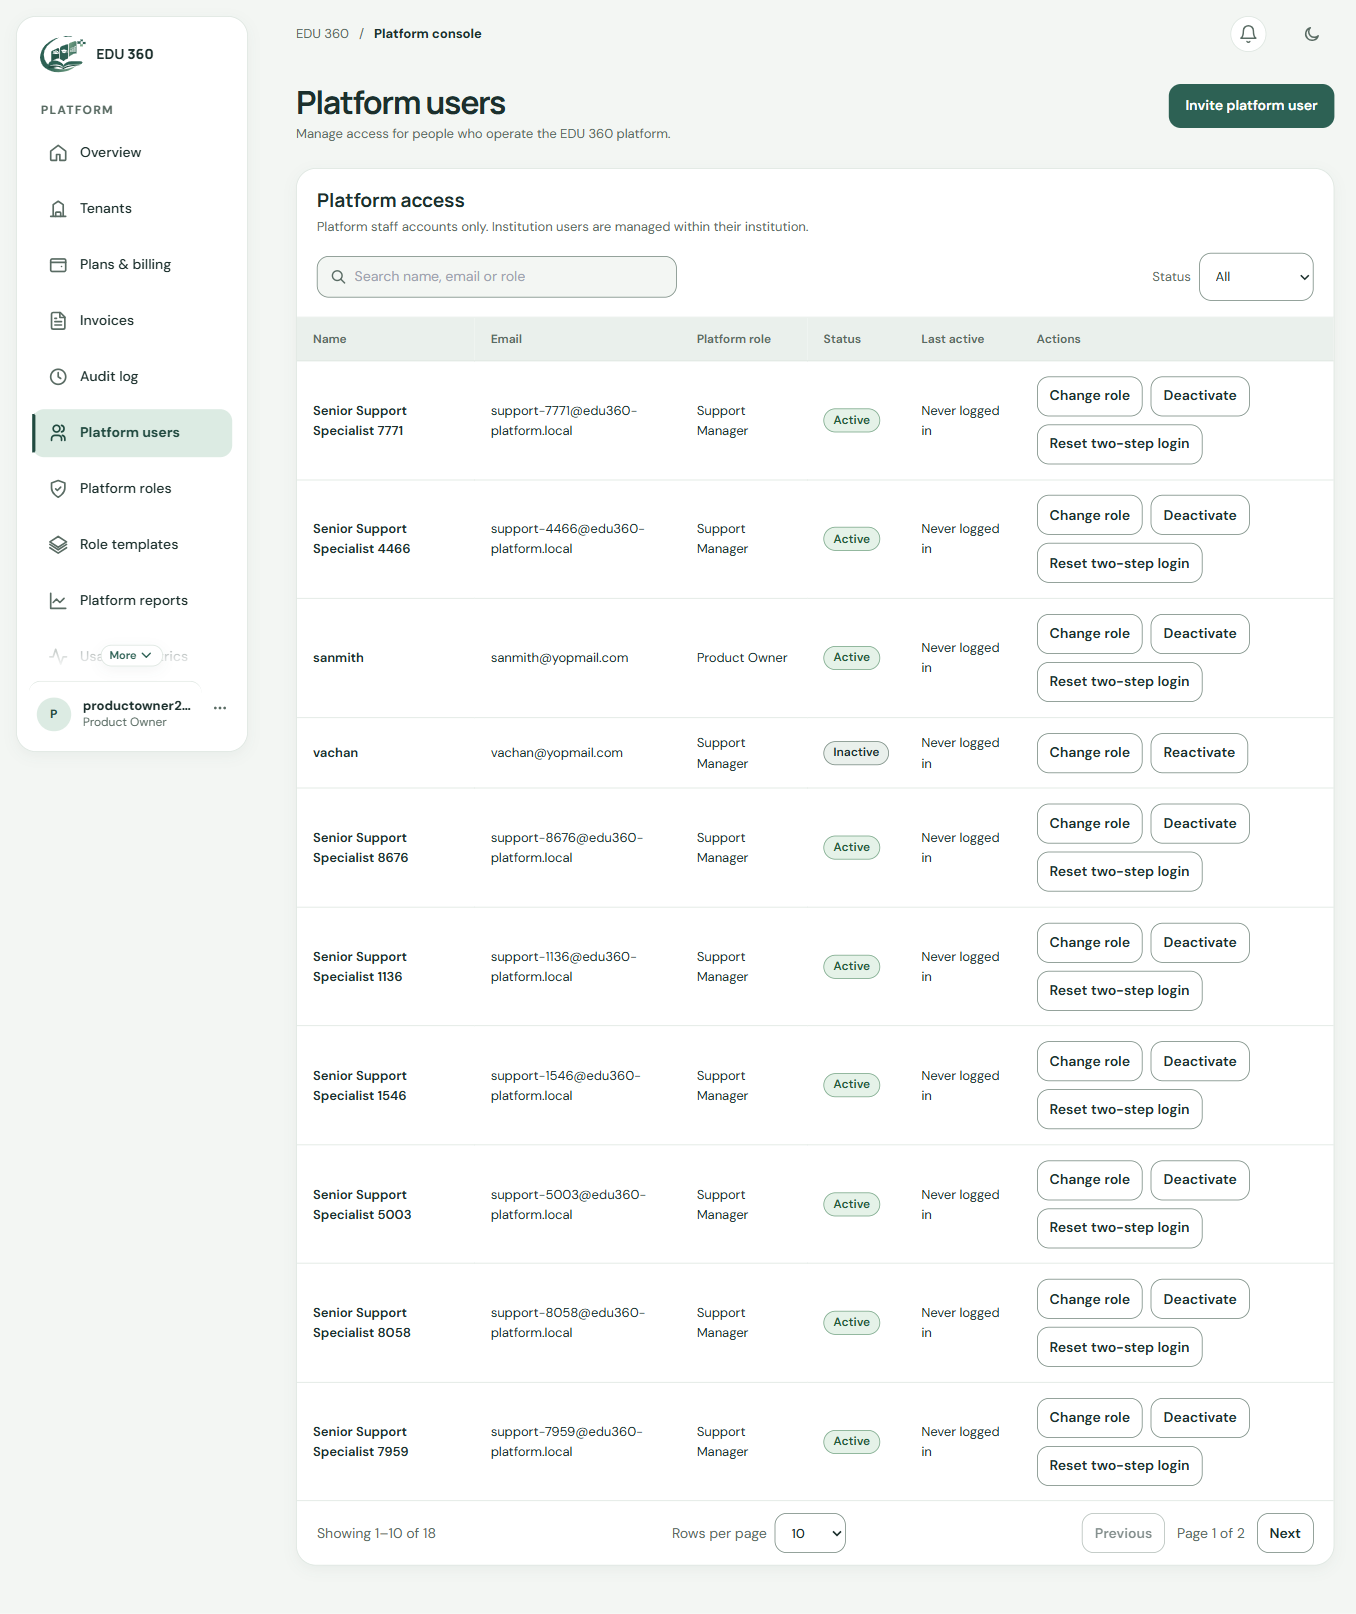 EDU 360
PLATFORM
Overview
Tenants
Plans & billing
Invoices
Audit log
Platform users
Platform roles
Role templates
Platform reports
More
P
productowner2...
Product Owner
EDU 360 / Platform console
Platform users
Manage access for people who operate the EDU 360 platform.
Invite platform user
Platform access
Platform staff accounts only. Institution users are managed within their institution.
Search name, email or role
Status All
Name Email Platform role Status Last active Actions
Senior Support
Specialist 7771
support-7771@edu360-
platform.local
Support
Manager
Active
Never logged
in
Change role Deactivate
Reset two-step login
Senior Support
Specialist 4466
support-4466@edu360-
platform.local
Support
Manager
Active
Never logged
in
Change role Deactivate
Reset two-step login
sanmith
sanmith@yopmail.com
Product Owner
Active
Never logged
in
Change role Deactivate
Reset two-step login
vachan
vachan@yopmail.com
Support
Manager
Inactive
Never logged
in
Change role Reactivate
Senior Support
Specialist 8676
support-8676@edu360-
platform.local
Support
Manager
Active
Never logged
in
Change role Deactivate
Reset two-step login
Senior Support
Specialist 1136
support-1136@edu360-
platform.local
Support
Manager
Active
Never logged
in
Change role Deactivate
Reset two-step login
Senior Support
Specialist 1546
support-1546@edu360-
platform.local
Support
Manager
Active
Never logged
in
Change role Deactivate
Reset two-step login
Senior Support
Specialist 5003
support-5003@edu360-
platform.local
Support
Manager
Active
Never logged
in
Change role Deactivate
Reset two-step login
Senior Support
Specialist 8058
support-8058@edu360-
platform.local
Support
Manager
Active
Never logged
in
Change role Deactivate
Reset two-step login
Senior Support
Specialist 7959
support-7959@edu360-
platform.local
Support
Manager
Active
Never logged
in
Change role Deactivate
Reset two-step login
Showing 1–10 of 18
Rows per page 10
Previous Page 1 of 2 Next